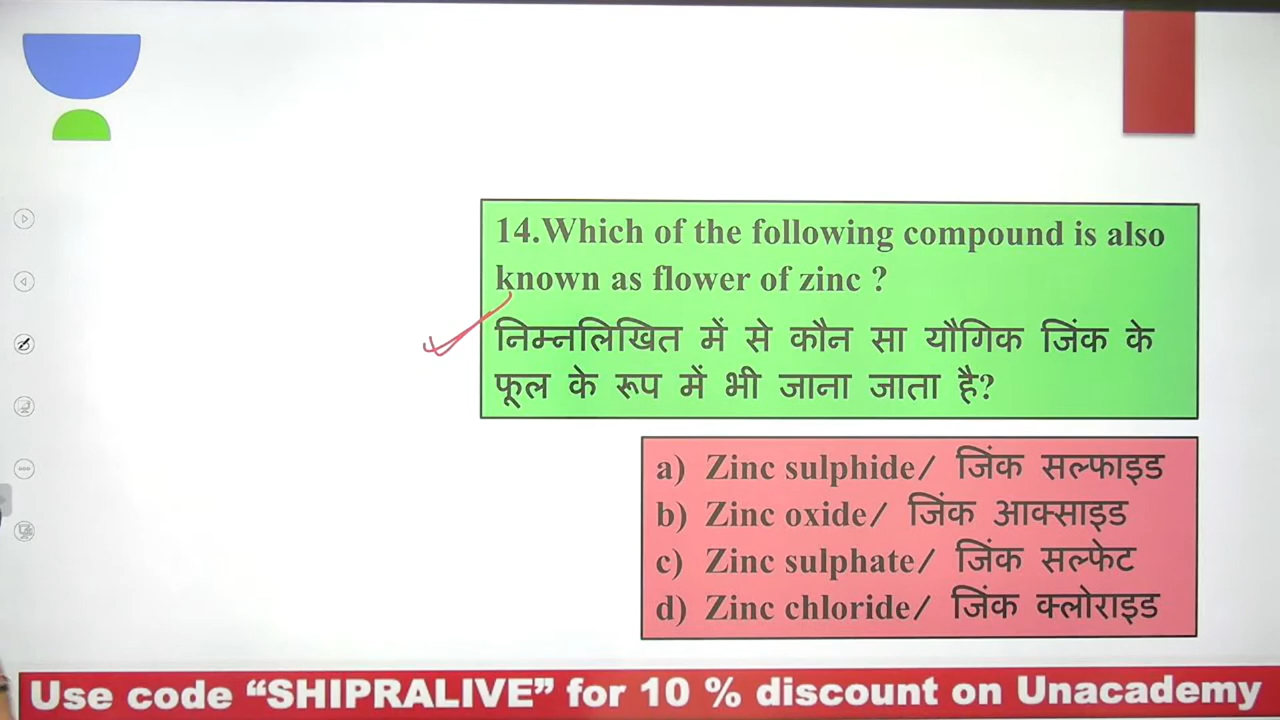 14.Which of the following compound is also
known as flower of zinc ?
निम्नलिखित में से कौन सा यौगिक जिंक के
फूल के रूप में भी जाना जाता है?
a) Zinc sulphide/ जिंक सल्फाइड
b) Zinc oxide/ जिंक आक्साइड
c) Zinc sulphate/ जिंक सल्फेट
d) Zinc chloride/ जिंक क्लोराइड
Use code “SHIPRALIVE” for 10 % discount on Unacademy